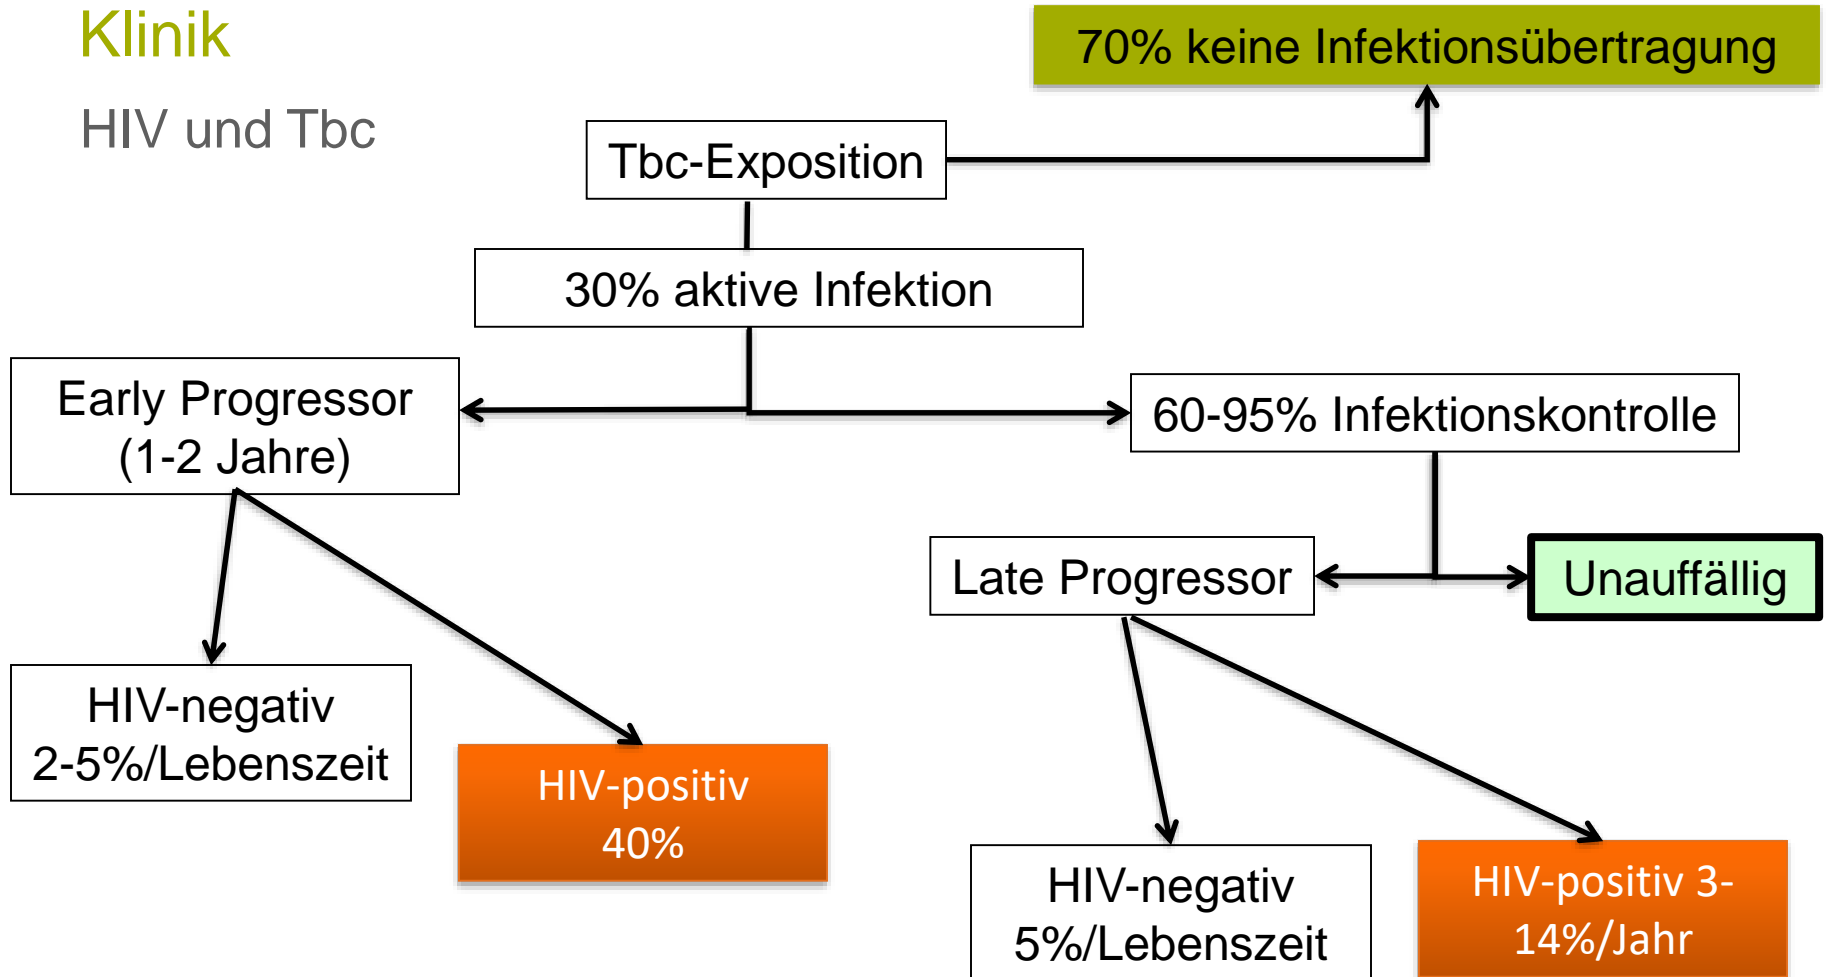 Klinik
HIV und Tbc
70% keine Infektionsübertragung
Tbc-Exposition
30% aktive Infektion
Early Progressor
(1-2 Jahre)
60-95% Infektionskontrolle
Late Progressor
Unauffällig
HIV-negativ
2-5%/Lebenszeit
HIV-positiv
40%
HIV-negativ
5%/Lebenszeit
HIV-positiv 3-
14%/Jahr